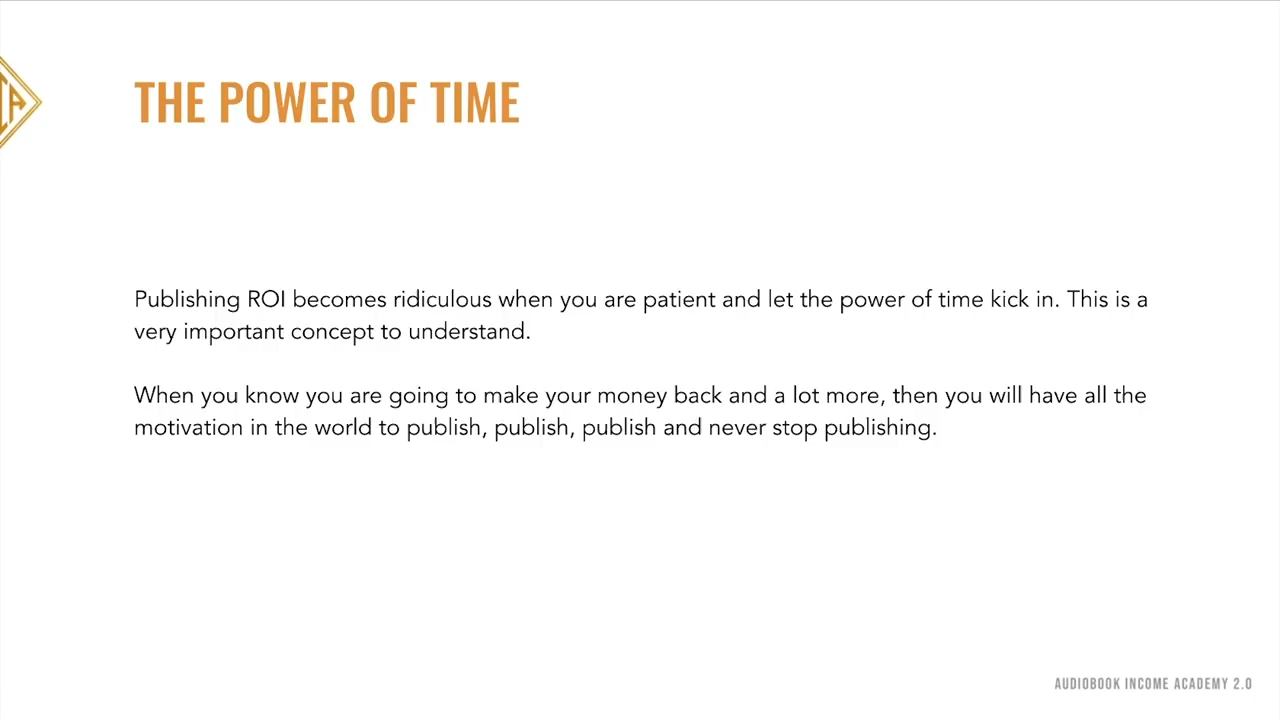 THE POWER OF TIME
Publishing ROI becomes ridiculous when you are patient and let the power of time kick in. This is a
very important concept to understand.
When you know you are going to make your money back and a lot more, then you will have all the
motivation in the world to publish, publish, publish and never stop publishing.
AUDIOBOOK INCOME ACADEMY 2.0